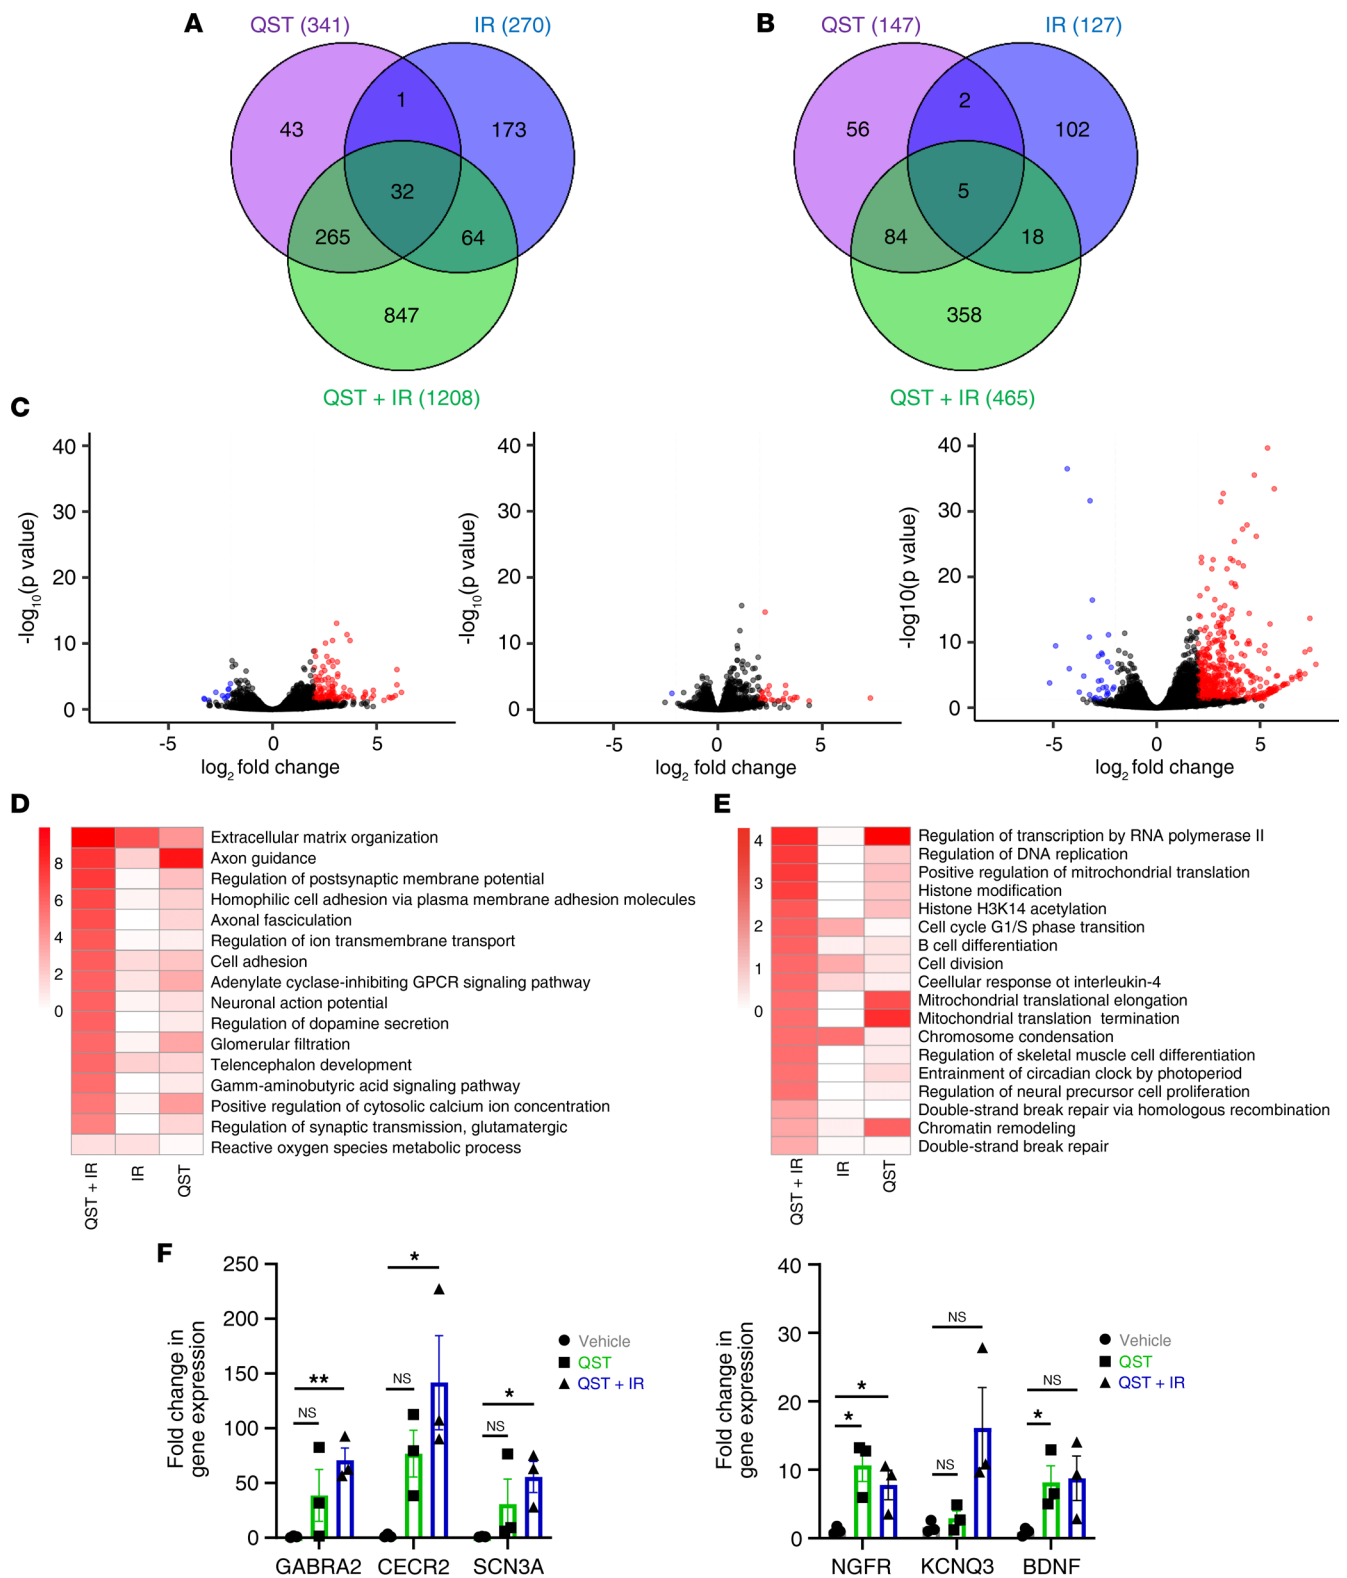 A
QST (341)
IR (270)
1
43
173
32
265
64
847
QST + IR (1208)
B
QST (147)
IR (127)
2
56
102
5
84
18
358
QST + IR (465)
C
40
30
20
10
0
-log10(p value)
-5
0
5
log2 fold change
40
30
20
10
0
-log10(p value)
-5
0
5
log2 fold change
40
30
20
10
0
-log10(p value)
-5
0
5
log2 fold change
D
8
6
4
2
0
Extracellular matrix organization
Axon guidance
Regulation of postsynaptic membrane potential
Homophilic cell adhesion via plasma membrane adhesion molecules
Axonal fasciculation
Regulation of ion transmembrane transport
Cell adhesion
Adenylate cyclase-inhibiting GPCR signaling pathway
Neuronal action potential
Regulation of dopamine secretion
Glomerular filtration
Telencephalon development
Gamm-aminobutyric acid signaling pathway
Positive regulation of cytosolic calcium ion concentration
Regulation of synaptic transmission, glutamatergic
Reactive oxygen species metabolic process
QST + IR
IR
QST
E
4
3
2
1
0
Regulation of transcription by RNA polymerase II
Regulation of DNA replication
Positive regulation of mitrochondrial translation
Histone modification
Histone H3K14 acetylation
Cell cycle G1/S phase transition
B cell differentiation
Cell division
Ceellular response ot interleukin-4
Mitrochondrial translational elongation
Mitochondrial translation termination
Chromosome condensation
Regulation of skeletal muscle cell differentiation
Entrainment of circadian clock by photoperiod
Regulation of neural precursor cell proliferation
Double-strand break repair via homologous recombination
Chromatin remodeling
Double-strand break repair
QST + IR
IR
QST
F
250
200
150
100
50
0
Fold change in
gene expression
NS
**
NS
*
NS
*
GABRA2
CECR2
SCN3A
Vehicle
QST
QST + IR
40
30
20
10
0
Fold change in
gene expression
*
*
NS
NS
*
NS
NGFR
KCNQ3
BDNF
Vehicle
QST
QST + IR